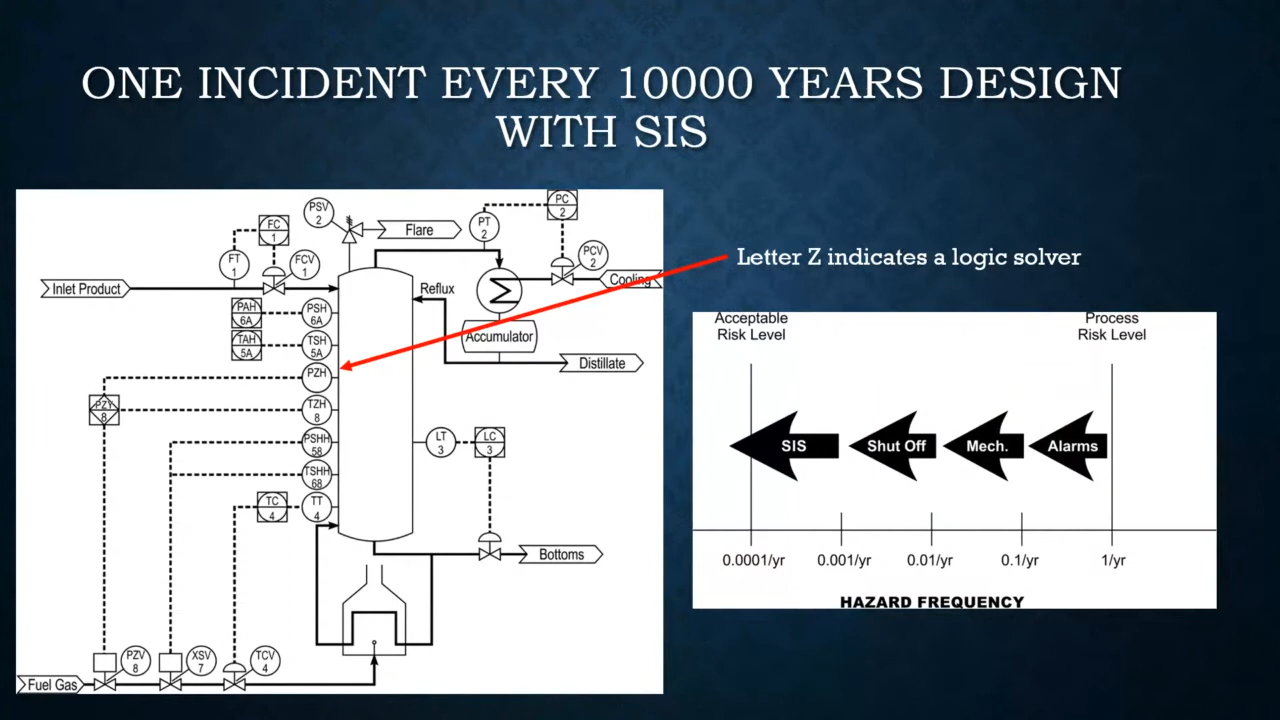 ONE INCIDENT EVERY 10000 YEARS DESIGN
WITH SIS
PSV
2
Flare
PC
2
FC
1
PT
2
FT
1
FCV
1
PCV
2
Inlet Product
Cooling
Reflux
PAH
6A
PSH
6A
TAH
5A
TSH
5A
Accumulator
Distillate
PZH
PZY
8
TZH
8
PSHH
58
LT
3
LC
3
TSHH
68
TC
4
TT
4
Bottoms
PZV
8
XSV
7
TCV
4
Fuel Gas
Letter Z indicates a logic solver
Acceptable
Risk Level
Process
Risk Level
SIS
Shut Off
Mech.
Alarms
0.0001/yr
0.001/yr
0.01/yr
0.1/yr
1/yr
HAZARD FREQUENCY